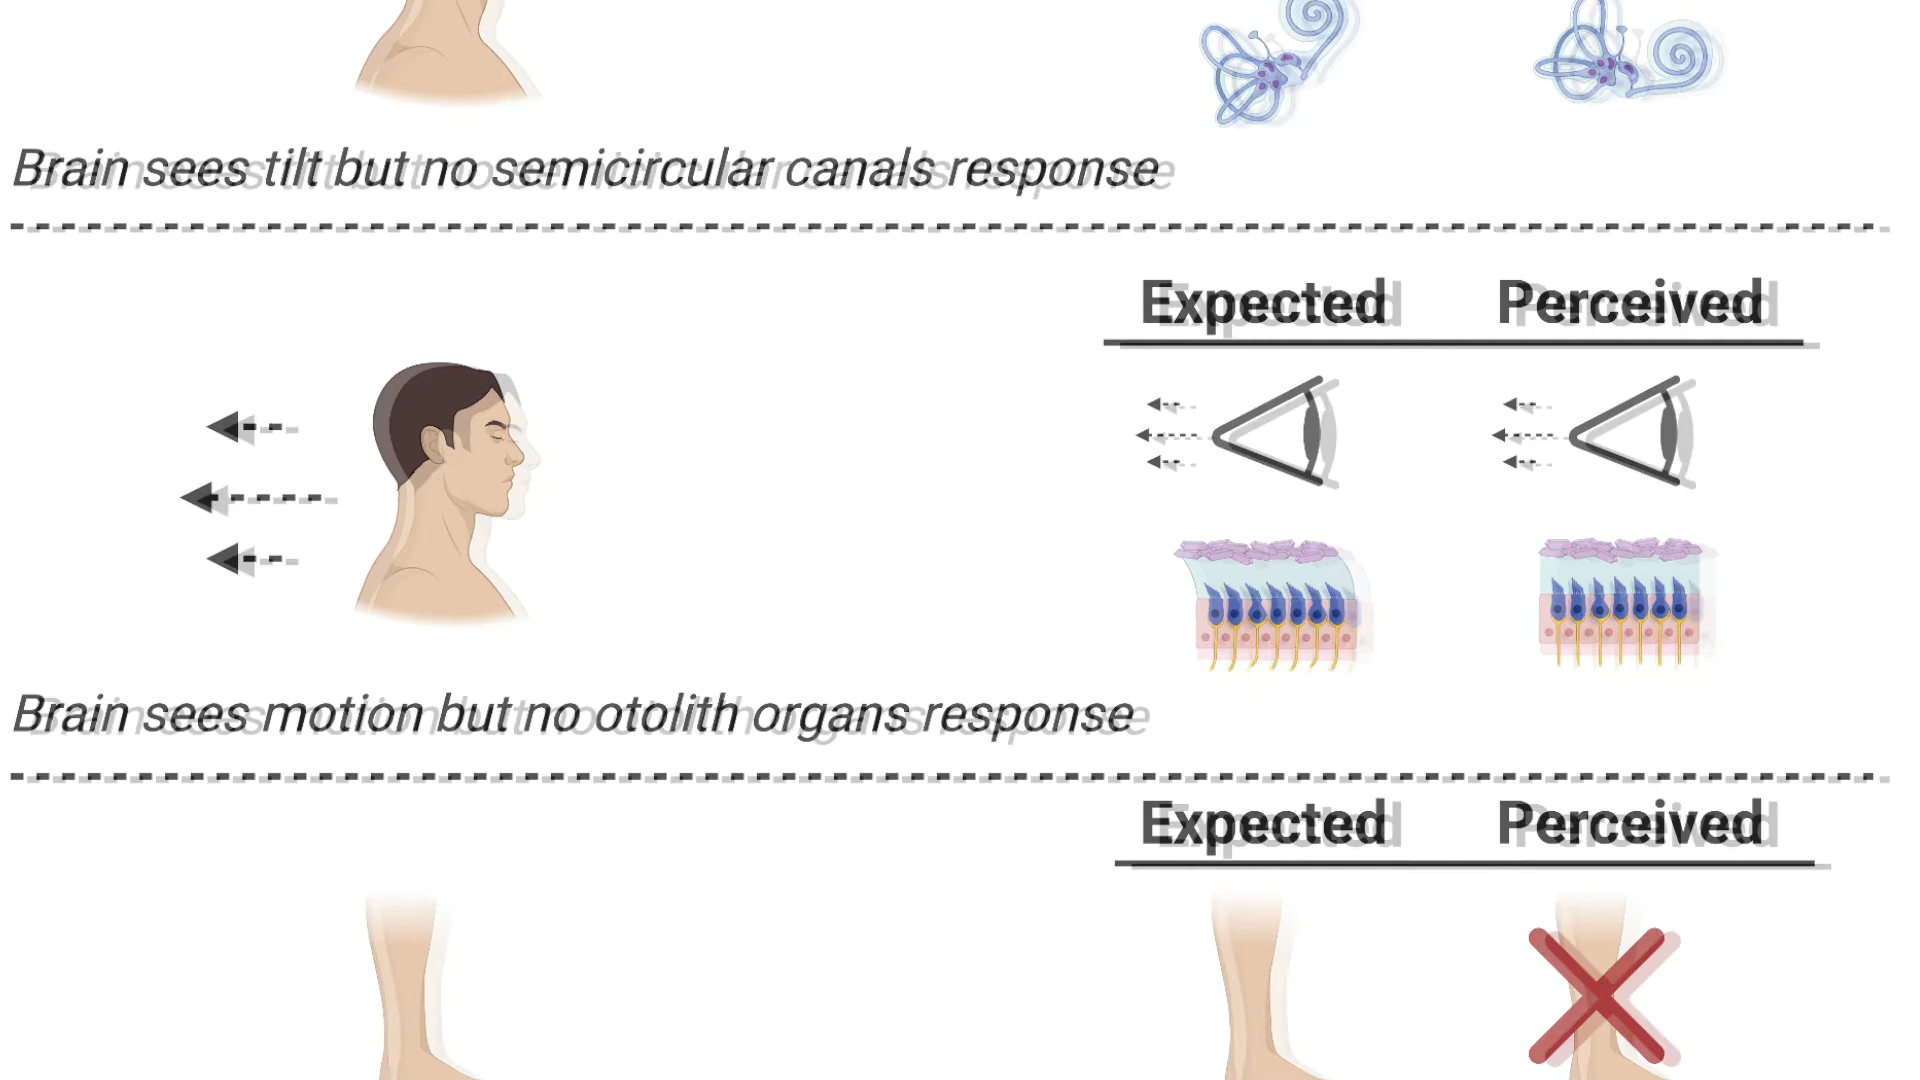 Brain sees tilt but no semicircular canals response
Expected Perceived
Brain sees motion but no otolith organs response
Expected Perceived